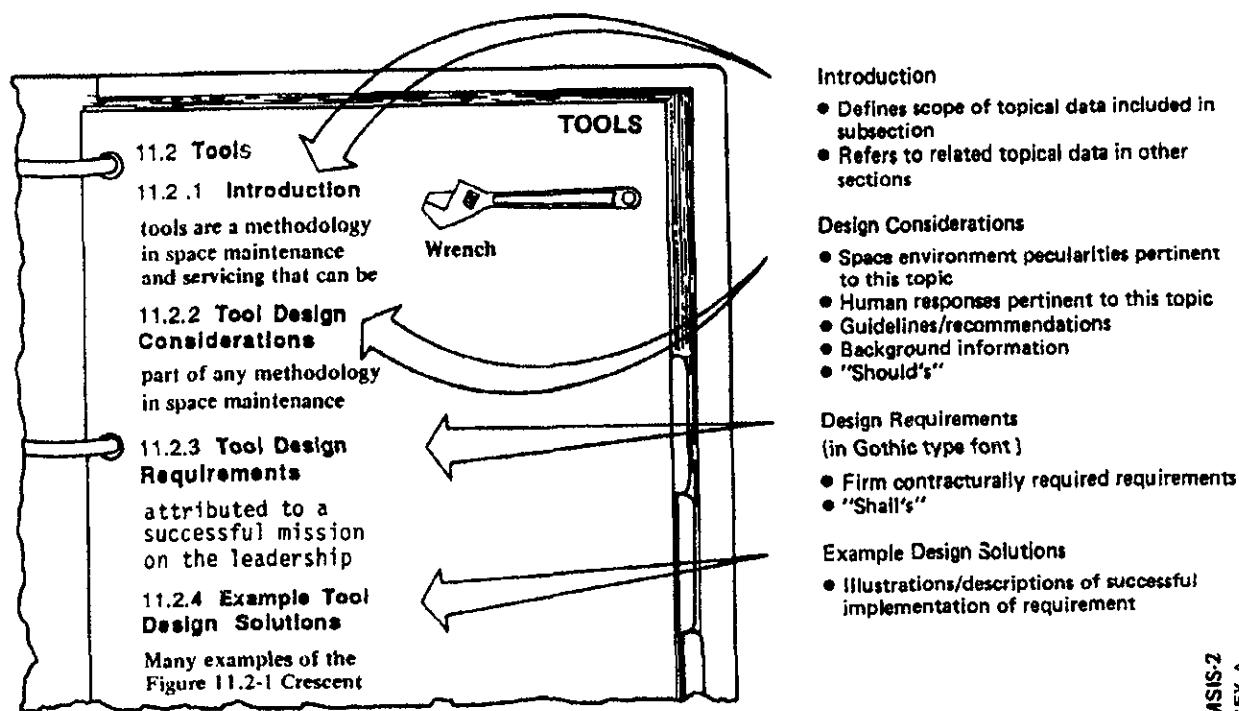 TOOLS
11.2 Tools
11.2.1 Introduction
tools are a methodology
in space maintenance
and servicing that can be
Wrench
11.2.2 Tool Design
Considerations
part of any methodology
in space maintenance
11.2.3 Tool Design
Requirements
attributed to a
successful mission
on the leadership
11.2.4 Example Tool
Design Solutions
Many examples of the
Figure 11.2-1 Crescent
Introduction
• Defines scope of topical data included in
subsection
• Refers to related topical data in other
sections
Design Considerations
• Space environment pecularities pertinent
to this topic
• Human responses pertinent to this topic
• Guidelines/recommendations
• Background information
• "Should's"
Design Requirements
(in Gothic type font)
• Firm contracturally required requirements
• "Shall's"
Example Design Solutions
• Illustrations/descriptions of successful
implementation of requirement
MSIS-2